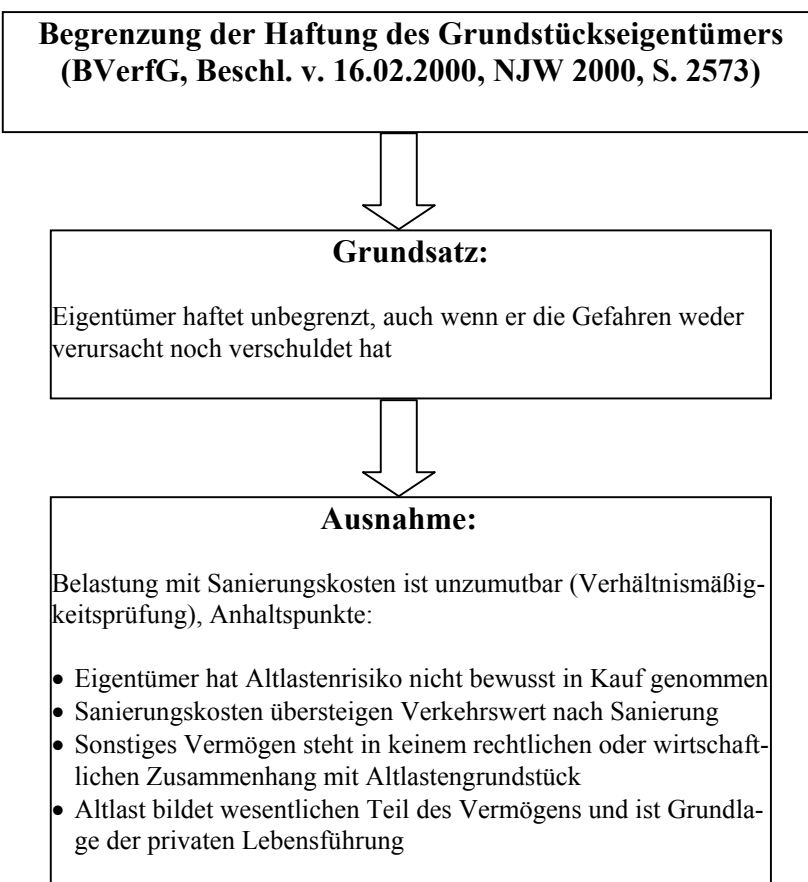 Begrenzung der Haftung des Grundstückseigentümers
(BVerfG, Beschl. v. 16.02.2000, NJW 2000, S. 2573)
Grundsatz:
Eigentümer haftet unbegrenzt, auch wenn er die Gefahren weder
verursacht noch verschuldet hat
Ausnahme:
Belastung mit Sanierungskosten ist unzumutbar (Verhältnismäßig-
keitsprüfung), Anhaltspunkte:
• Eigentümer hat Altlastenrisiko nicht bewusst in Kauf genommen
• Sanierungskosten übersteigen Verkehrswert nach Sanierung
• Sonstiges Vermögen steht in keinem rechtlichen oder wirtschaft-
lichen Zusammenhang mit Altlastengrundstück
• Altlast bildet wesentlichen Teil des Vermögens und ist Grundla-
ge der privaten Lebensführung